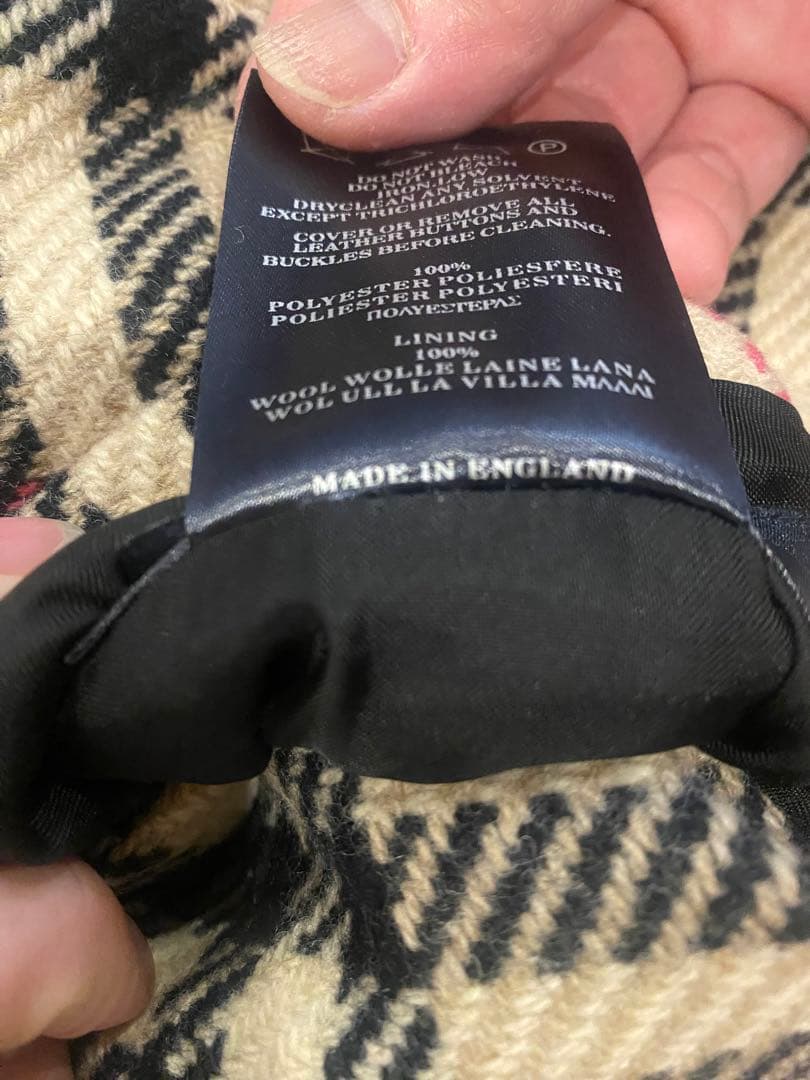 P
DO NOT WASH
DO NOT BLEACH
IRON LOW
DRYCLEAN ANY SOLVENT
EXCEPT TRICHLOROETHYLENE
COVER OR REMOVE ALL
LEATHER BUTTONS AND
BUCKLES BEFORE CLEANING.
100%
POLYESTER POLIESFERE
POLIESTER POLYESTERI
ΠΟΛΥΕΣΤΕΡΑΣ
LINING
100%
WOOL WOLLE LAINE LANA
WOL ULL LA VILLA ΜΑΛΛΙ
MADE IN ENGLAND